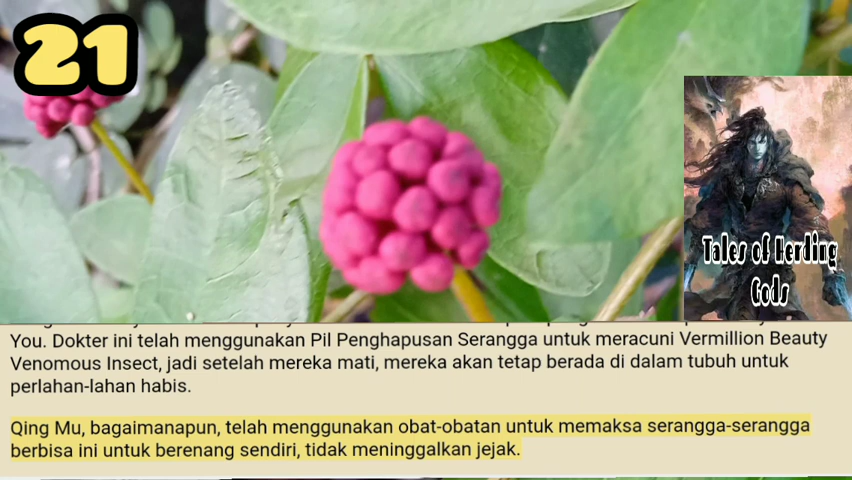 21
Tales of Herding
Gods
You. Dokter ini telah menggunakan Pil Penghapusan Serangga untuk meracuni Vermillion Beauty
Venomous Insect, jadi setelah mereka mati, mereka akan tetap berada di dalam tubuh untuk
perlahan-lahan habis.
Qing Mu, bagaimanapun, telah menggunakan obat-obatan untuk memaksa serangga-serangga
berbisa ini untuk berenang sendiri, tidak meninggalkan jejak.